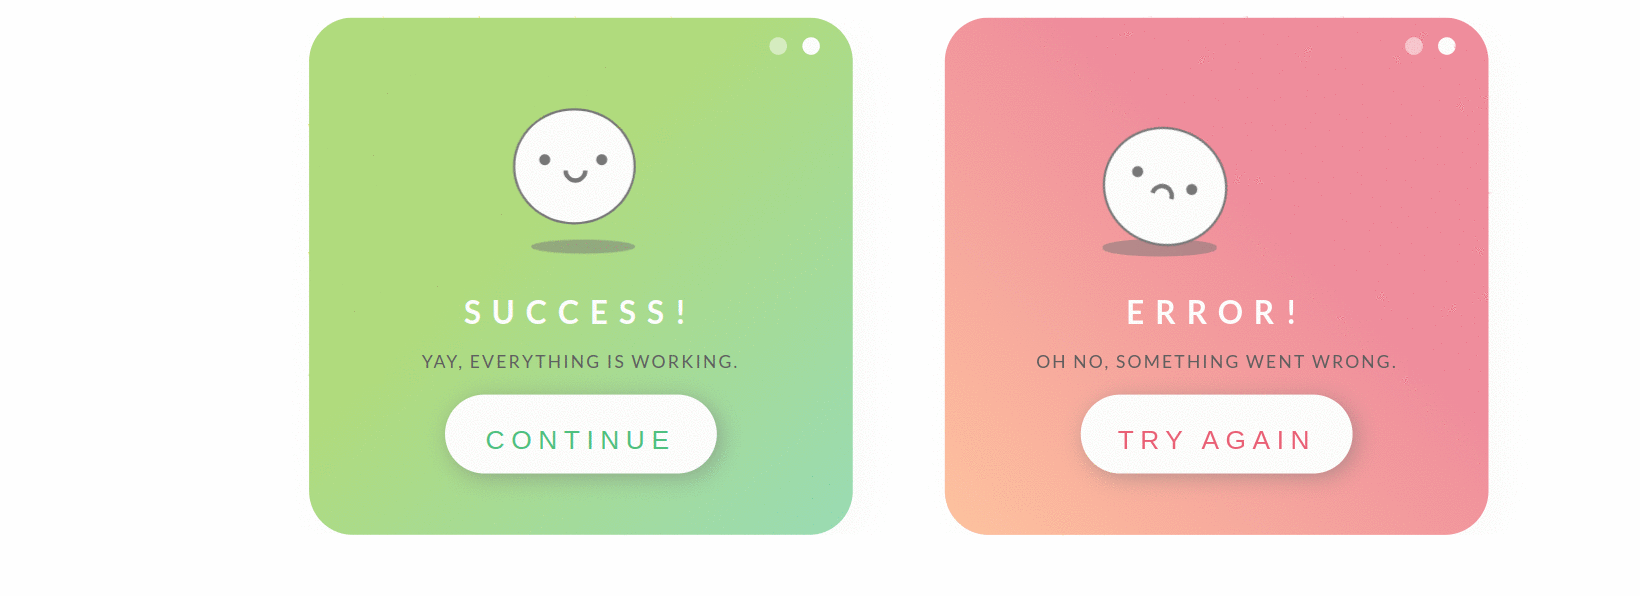 SUCCESS!
YAY, EVERYTHING IS WORKING.
CONTINUE
ERROR!
OH NO, SOMETHING WENT WRONG.
TRY AGAIN